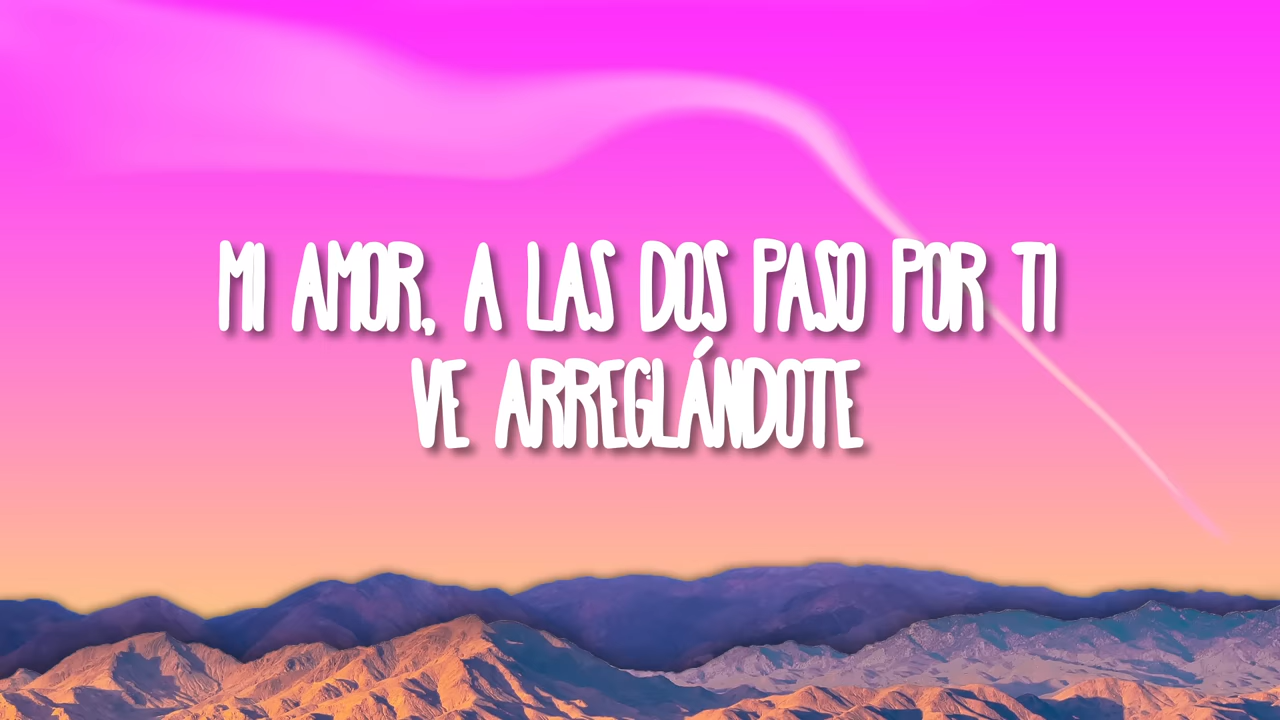 MI AMOR, A LAS DOS PASO POR TI
VE ARREGLÁNDOTE